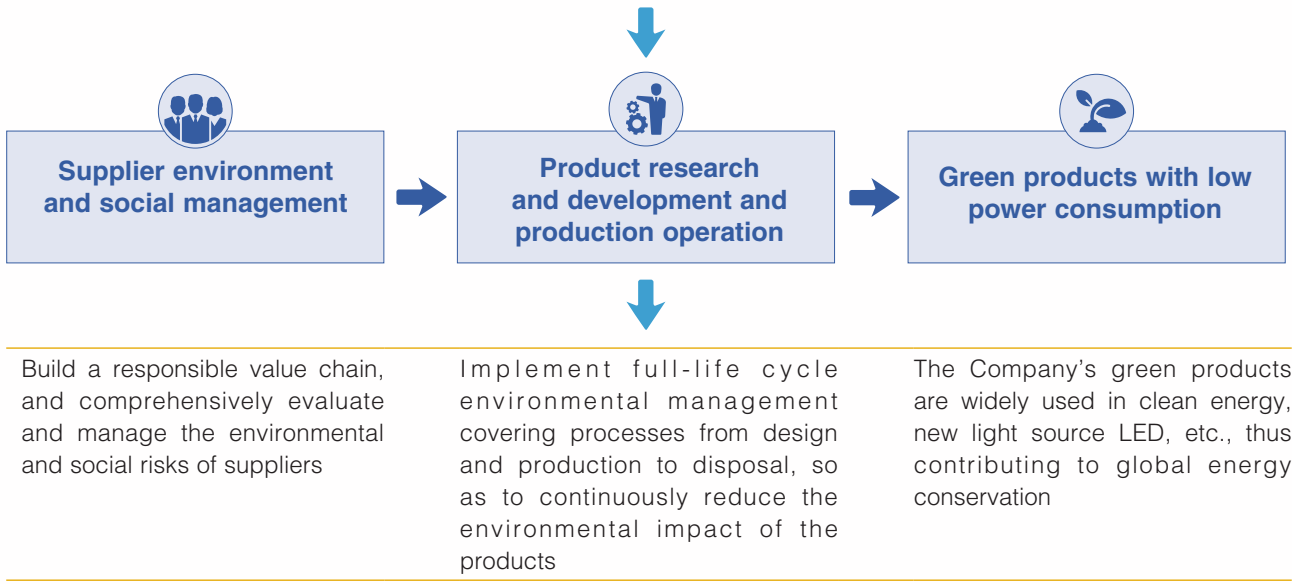 Supplier environment
and social management
Product research
and development and
production operation
Green products with low
power consumption
Build a responsible value chain,
and comprehensively evaluate
and manage the environmental
and social risks of suppliers
Implement full-life cycle
environmental management
covering processes from design
and production to disposal, so
as to continuously reduce the
environmental impact of the
products
The Company’s green products
are widely used in clean energy,
new light source LED, etc., thus
contributing to global energy
conservation